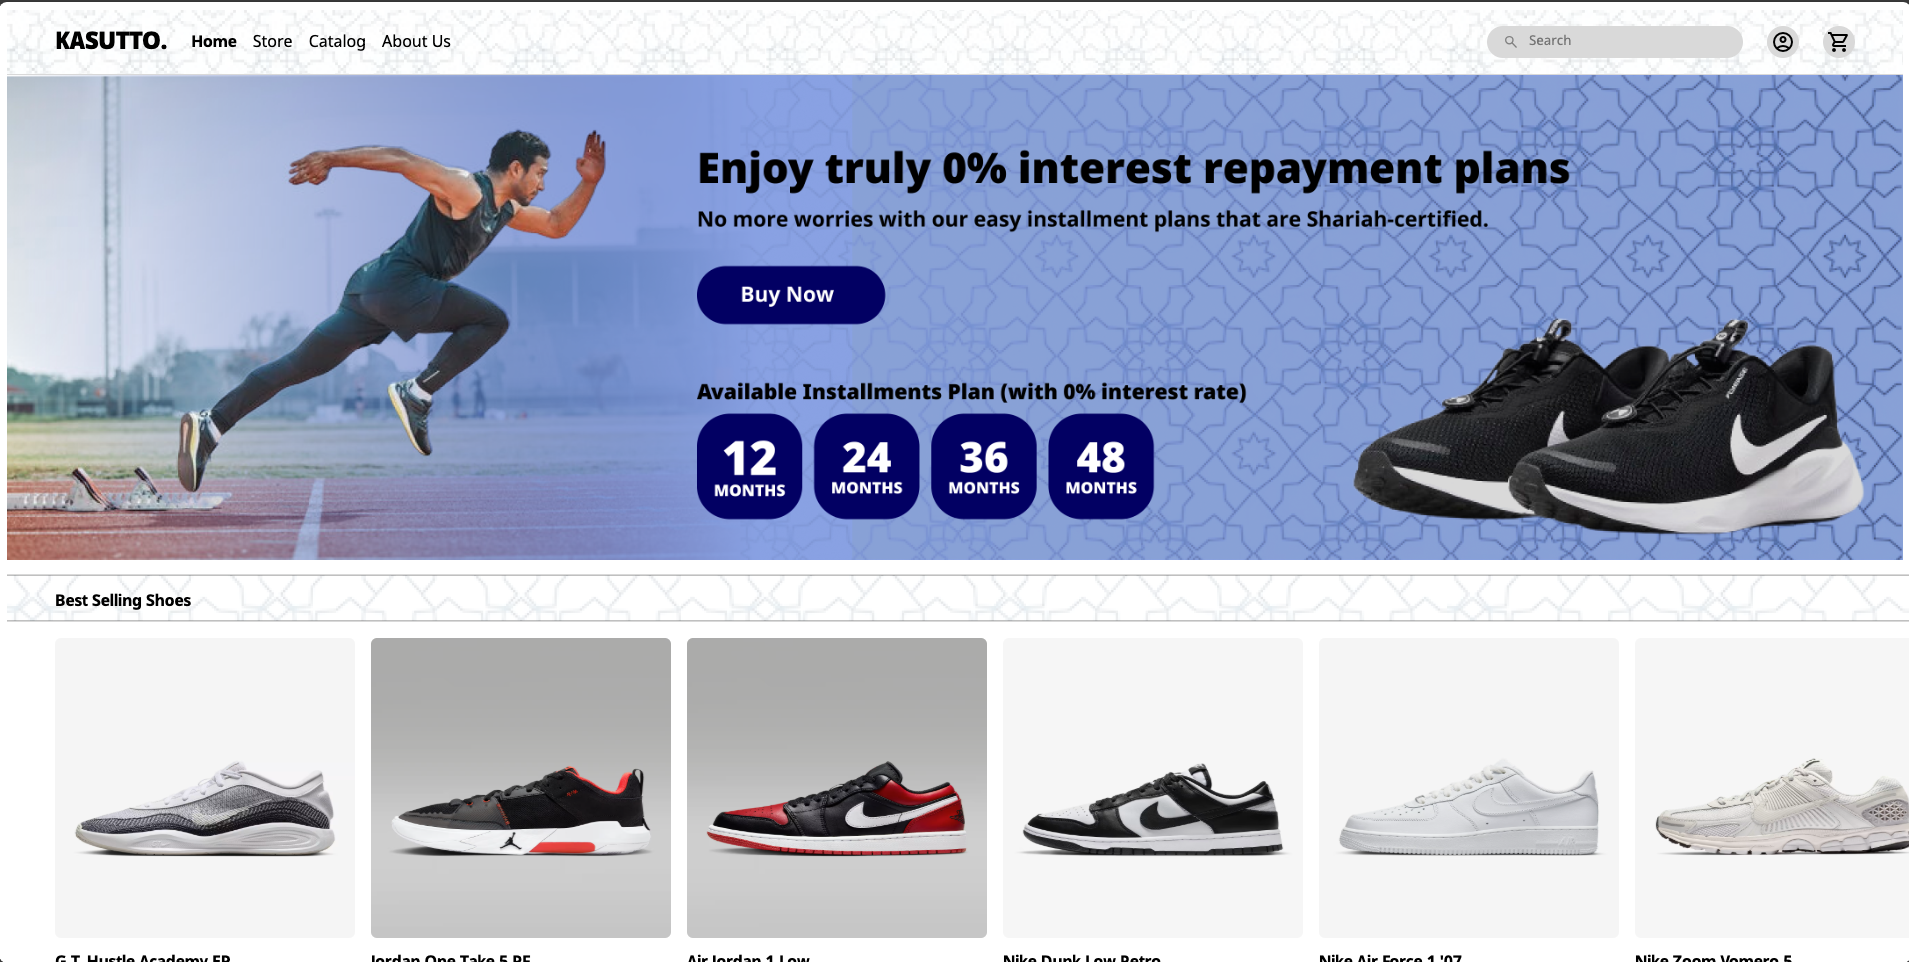 KASUTTO.
Home Store Catalog About Us
Search
Enjoy truly 0% interest repayment plans
No more worries with our easy installment plans that are Shariah-certified.
Buy Now
Available Installments Plan (with 0% interest rate)
12 24 36 48
MONTHS MONTHS MONTHS MONTHS
Best Selling Shoes
G.T. Hustle Academy EP Jordan One Take 5 PF Air Jordan 1 Low Nike Dunk Low Retro Nike Air Force 1 '07 Nike Zoom Vomero 5